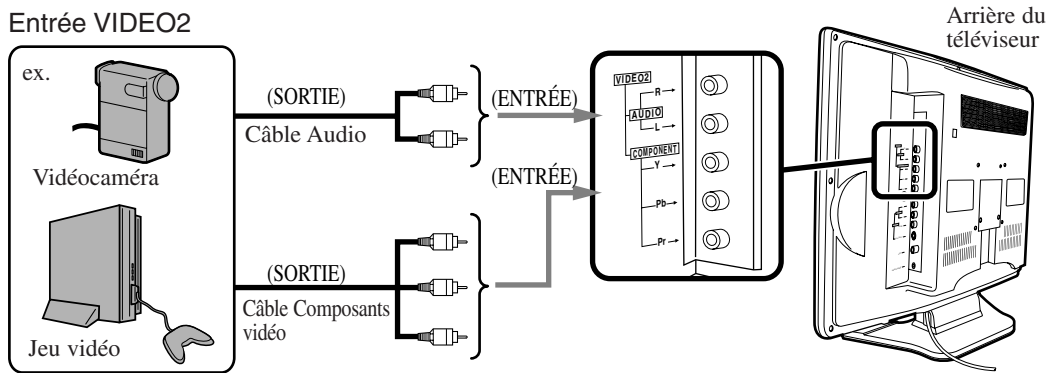 Entrée VIDEO2
ex.
Vidéocaméra
Jeu vidéo
(SORTIE)
Câble Audio
(SORTIE)
Câble Composants
vidéo
(ENTRÉE)
(ENTRÉE)
VIDEO2
R
AUDIO
L
COMPONENT
Y
Pb
Pr
Arrière du
téléviseur